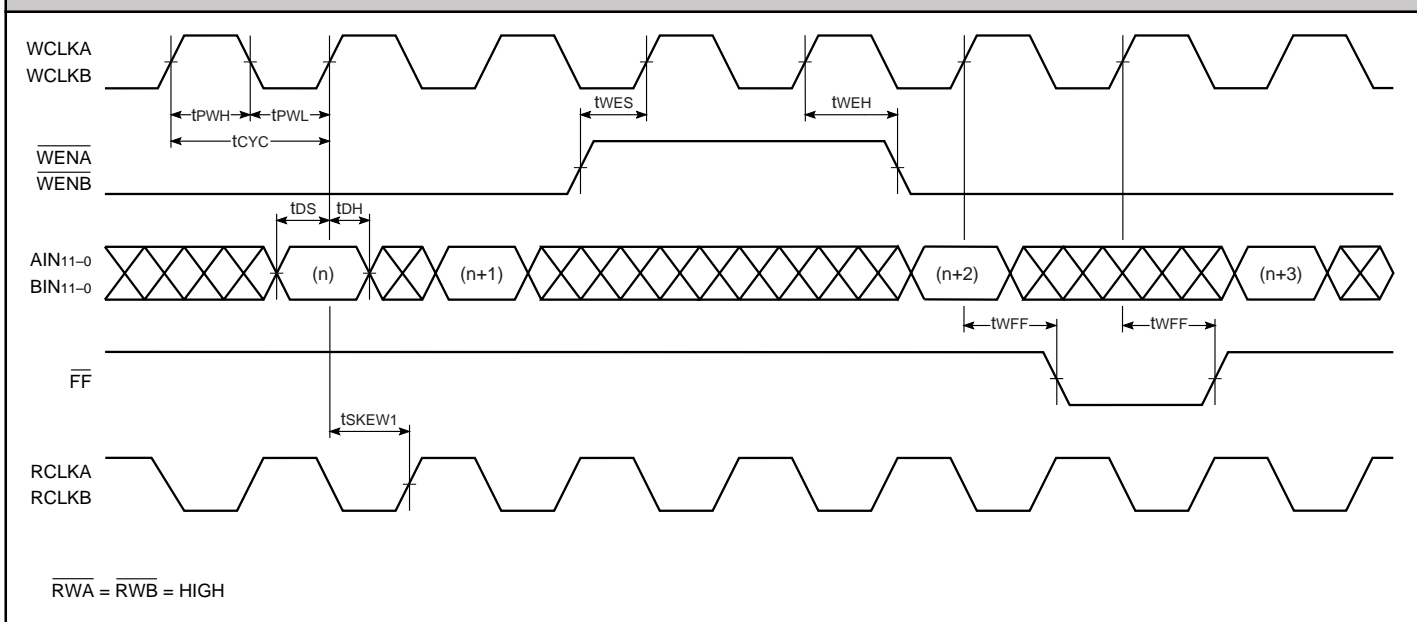 WCLKA
WCLKB
tPWH
tPWL
tCYC
tWES
tWEH
WENA
WENB
tDS
tDH
AIN11–0
BIN11–0
(n)
(n+1)
(n+2)
(n+3)
tWFF
tWFF
FF
tSKEW1
RCLKA
RCLKB
RWA = RWB = HIGH